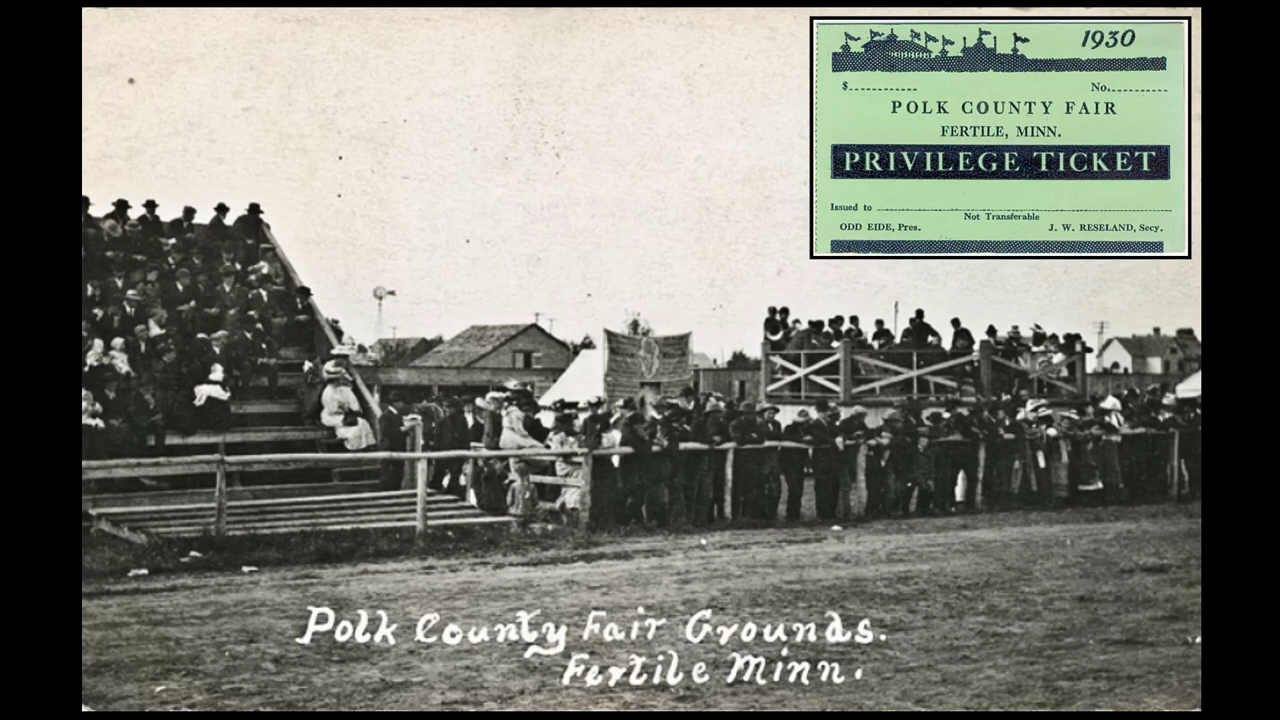 1930
$ No.
POLK COUNTY FAIR
FERTILE, MINN.
PRIVILEGE TICKET
Issued to
Not Transferable
ODD EIDE, Pres. J. W. RESELAND, Secy.
Polk County Fair Grounds.
Fertile Minn.